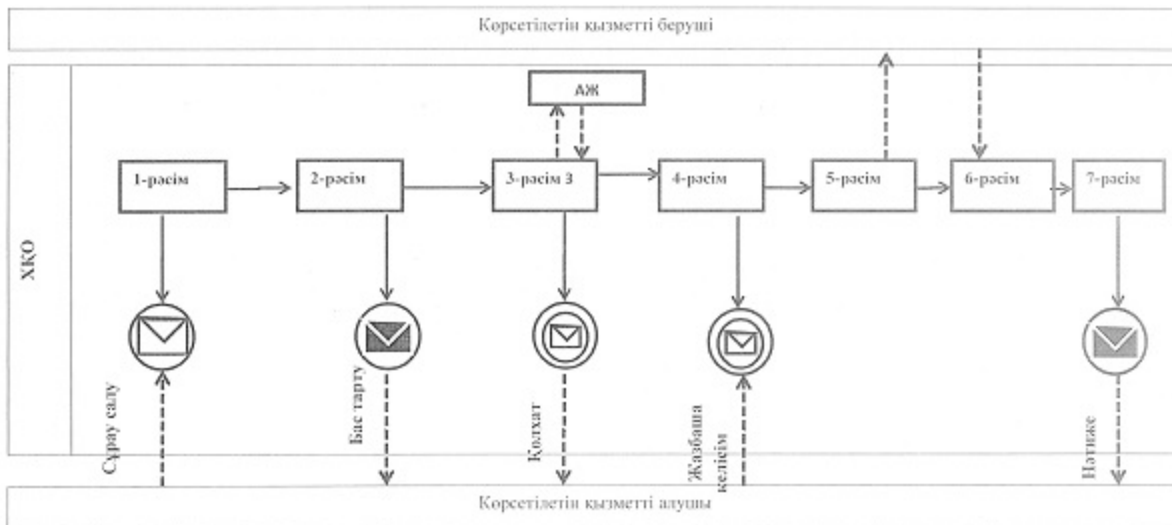 Көрсетілетін қызметті беруші
АЖ
1-рәсім
2-рәсім
3-рәсім 3
4-рәсім
5-рәсім
6-рәсім
7-рәсім
ХҚО
Сұрау салу
Бас тарту
Қолхат
Жазбаша
келісім
Нәтиже
Көрсетілетін қызметті алушы